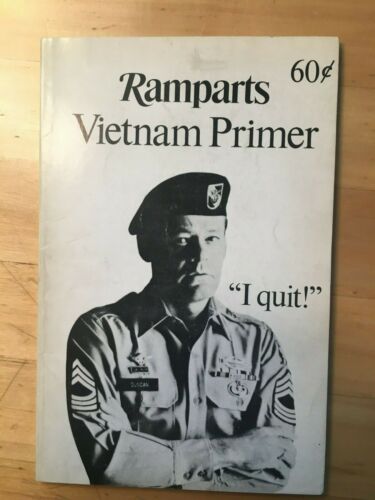 60¢
Ramparts
Vietnam Primer
“I quit!”
DUNCAN